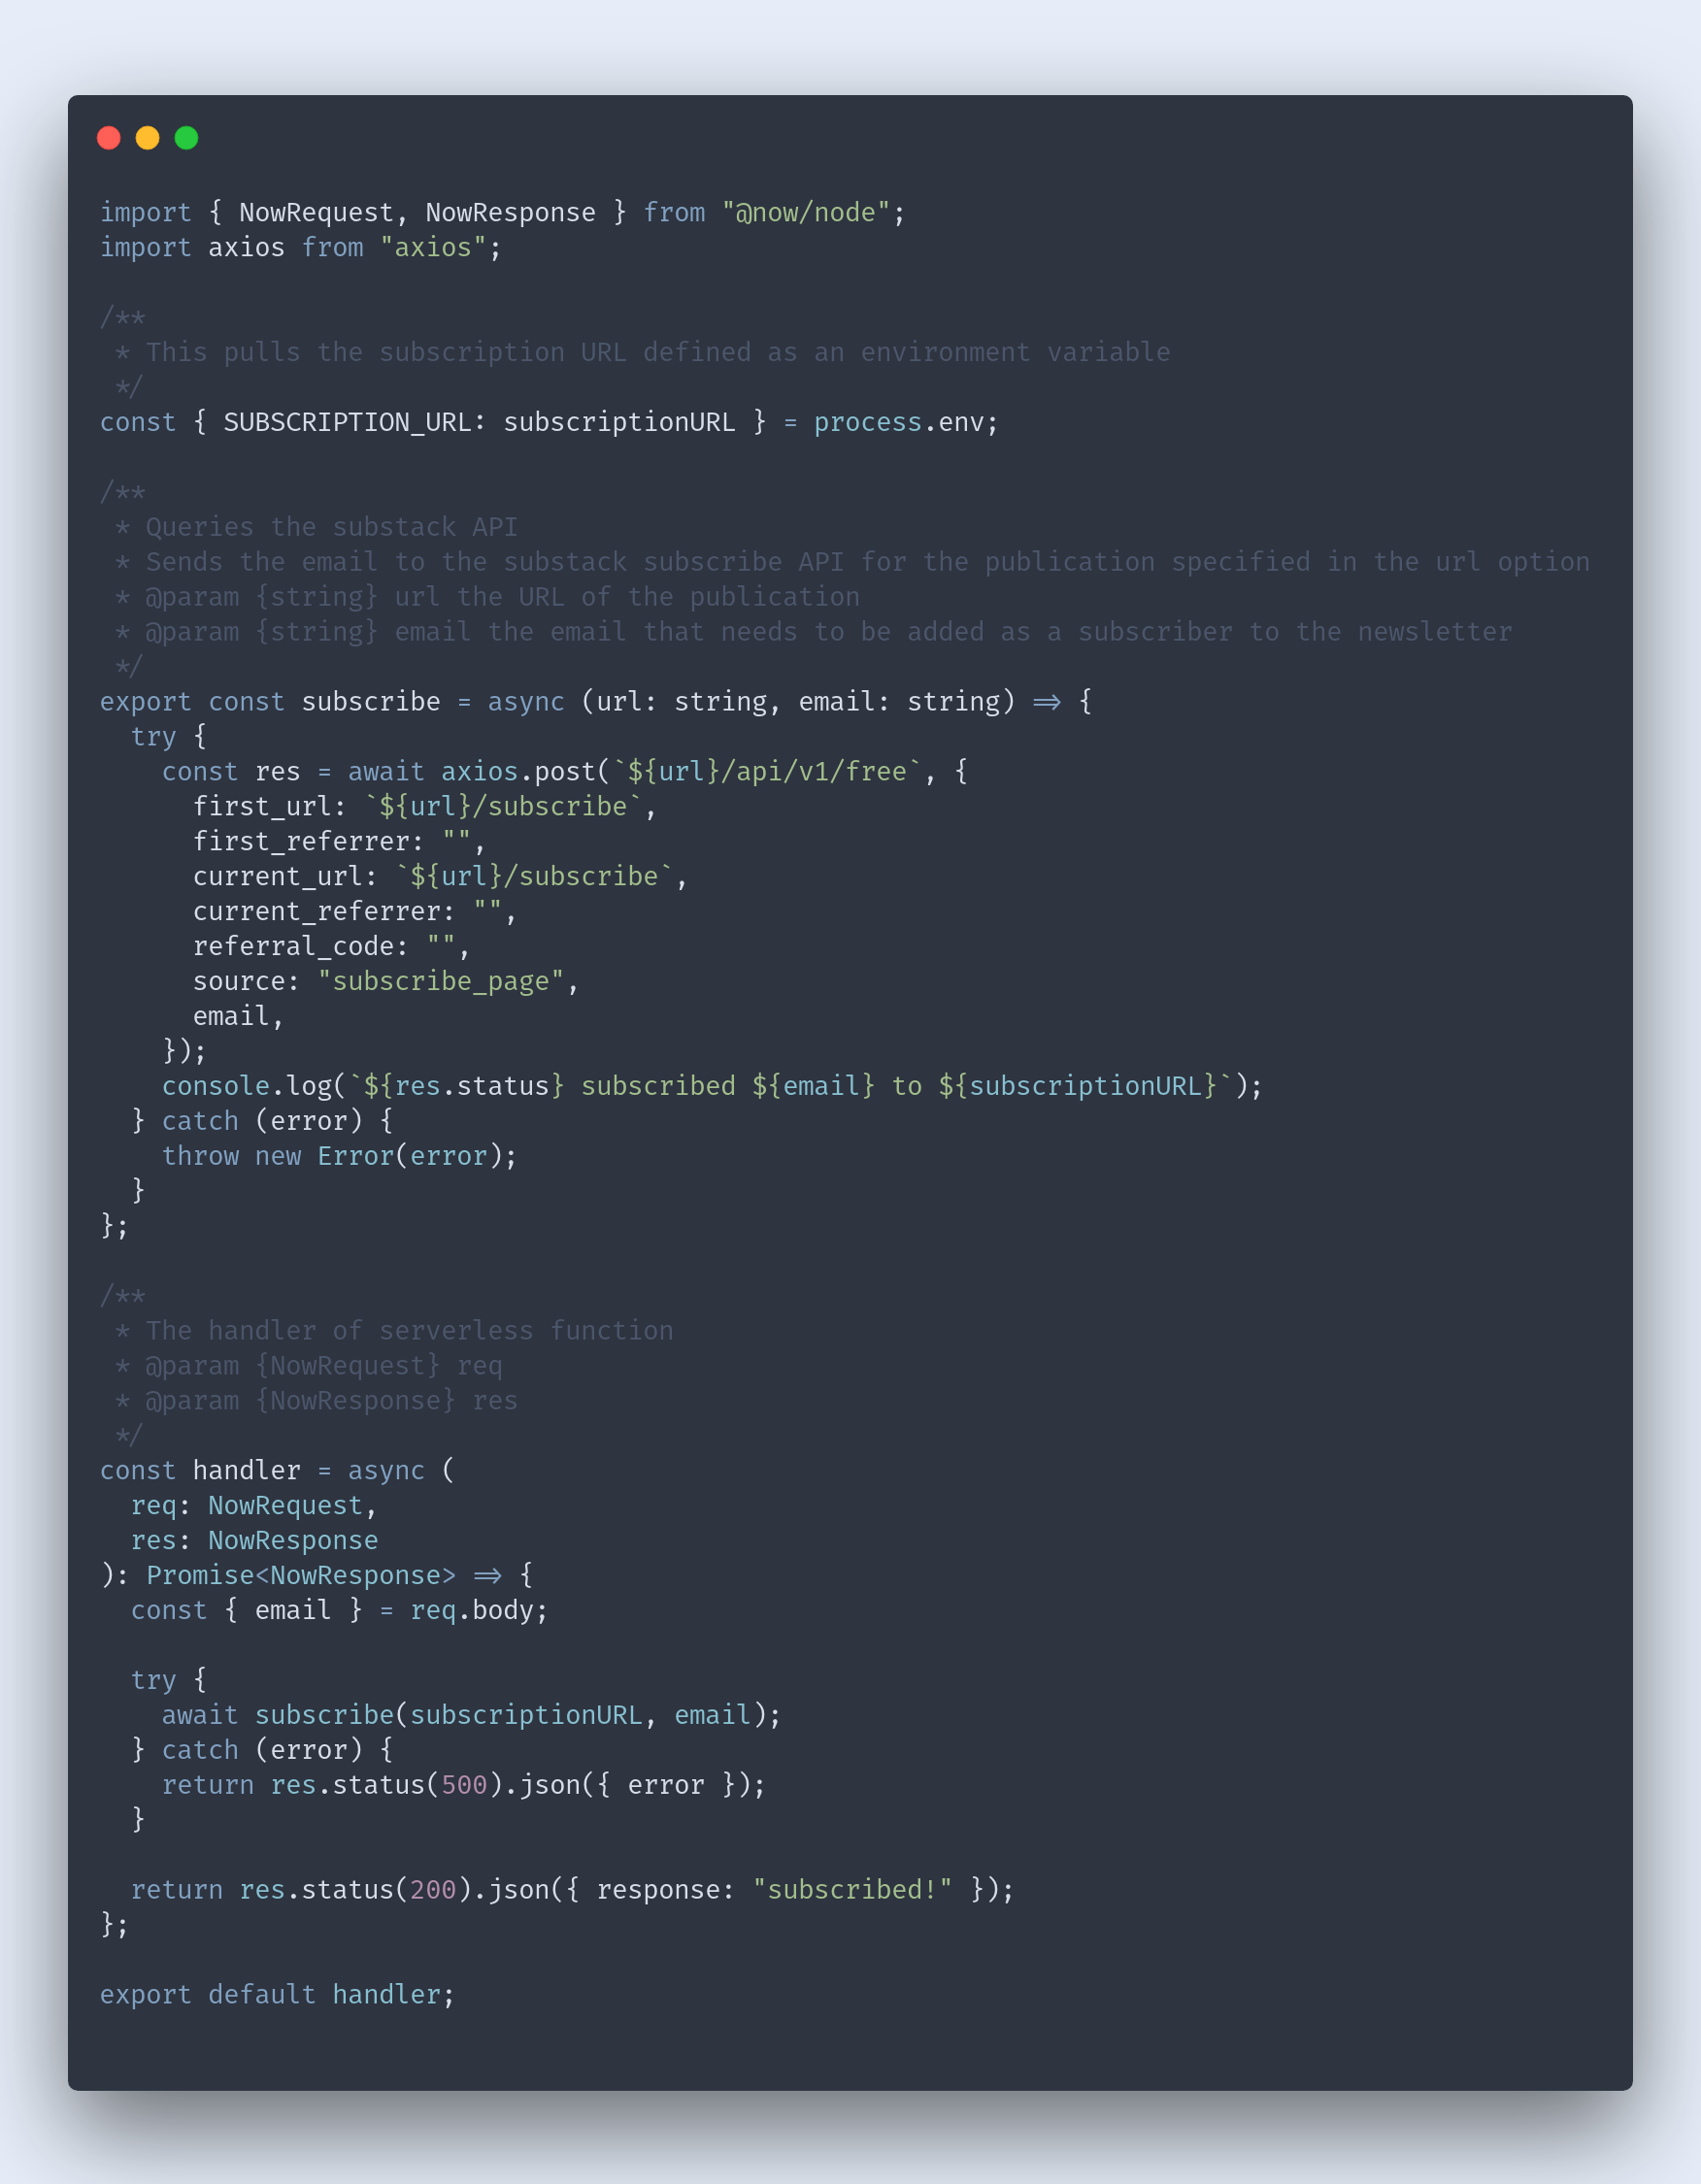 import { NowRequest, NowResponse } from "@now/node";
import axios from "axios";

/**
 * This pulls the subscription URL defined as an environment variable
 */
const { SUBSCRIPTION_URL: subscriptionURL } = process.env;

/**
 * Queries the substack API
 * Sends the email to the substack subscribe API for the publication specified in the url option
 * @param {string} url the URL of the publication
 * @param {string} email the email that needs to be added as a subscriber to the newsletter
 */
export const subscribe = async (url: string, email: string) => {
  try {
    const res = await axios.post(`${url}/api/v1/free`, {
      first_url: `${url}/subscribe`,
      first_referrer: "",
      current_url: `${url}/subscribe`,
      current_referrer: "",
      referral_code: "",
      source: "subscribe_page",
      email,
    });
    console.log(`${res.status} subscribed ${email} to ${subscriptionURL}`);
  } catch (error) {
    throw new Error(error);
  }
};

/**
 * The handler of serverless function
 * @param {NowRequest} req
 * @param {NowResponse} res
 */
const handler = async (
  req: NowRequest,
  res: NowResponse
): Promise<NowResponse> => {
  const { email } = req.body;

  try {
    await subscribe(subscriptionURL, email);
  } catch (error) {
    return res.status(500).json({ error });
  }

  return res.status(200).json({ response: "subscribed!" });
};

export default handler;